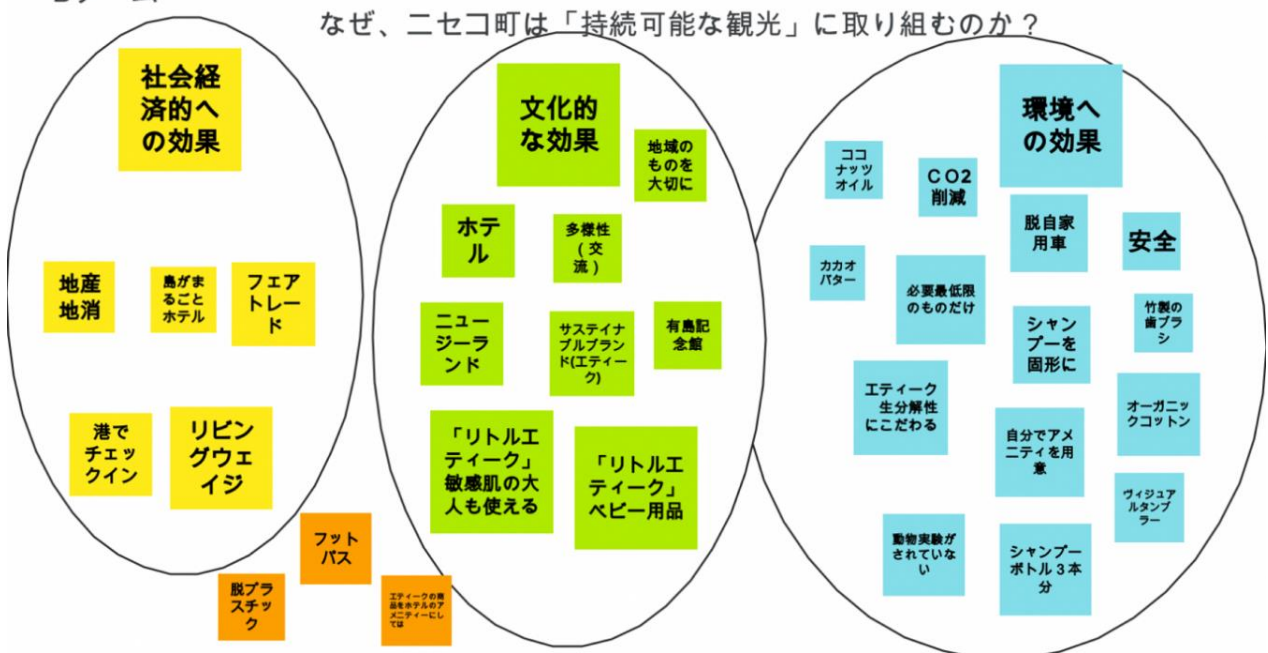 なぜ、ニセコ町は「持続可能な観光」に取り組むのか？
社会経
済的へ
の効果
地産
地消
島がま
るごと
ホテル
フェア
トレー
ド
港で
チェッ
クイン
リビン
グウェ
イジ
フット
パス
脱プラ
スチッ
ク
エティークの商
品をホテルのア
メニティーにし
ては
文化的
な効果
地域の
ものを
大切に
ホテ
ル
多様性
（交
流）
ニュー
ジーラ
ンド
サステイナ
ブルブラン
ド(エティー
ク)
有島記
念館
「リトルエ
ティーク」
敏感肌の大
人も使える
「リトルエ
ティーク」
ベビー用品
環境へ
の効果
ココ
ナッツ
オイル
ＣＯ2
削減
脱自家
用車
安全
カカオ
バター
必要最低限
のものだけ
シャン
プーを
固形に
竹製の
歯ブラ
シ
エティーク
生分解性
にこだわる
自分でアメ
ニティを用
意
オーガニッ
クコットン
ヴィジュア
ルタンブ
ラー
動物実験が
されていな
い
シャンプー
ボトル３本
分